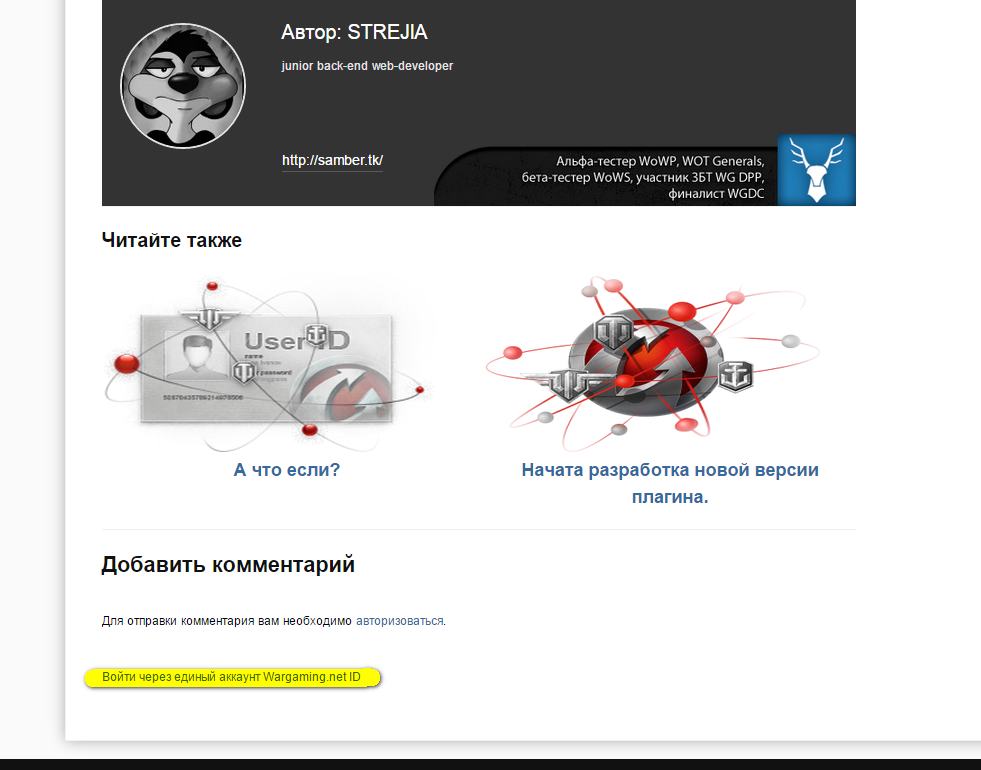 Автор: STREJIA
junior back-end web-developer
http://samber.tk/
Альфа-тестер WoWP, WOT Generals,
бета-тестер WoWS, участник ЗБТ WG DPP,
финалист WGDC
Читайте также
User ID
name
password
А что если?
Начата разработка новой версии
плагина.
Добавить комментарий
Для отправки комментария вам необходимо авторизоваться.
Войти через единый аккаунт Wargaming.net ID